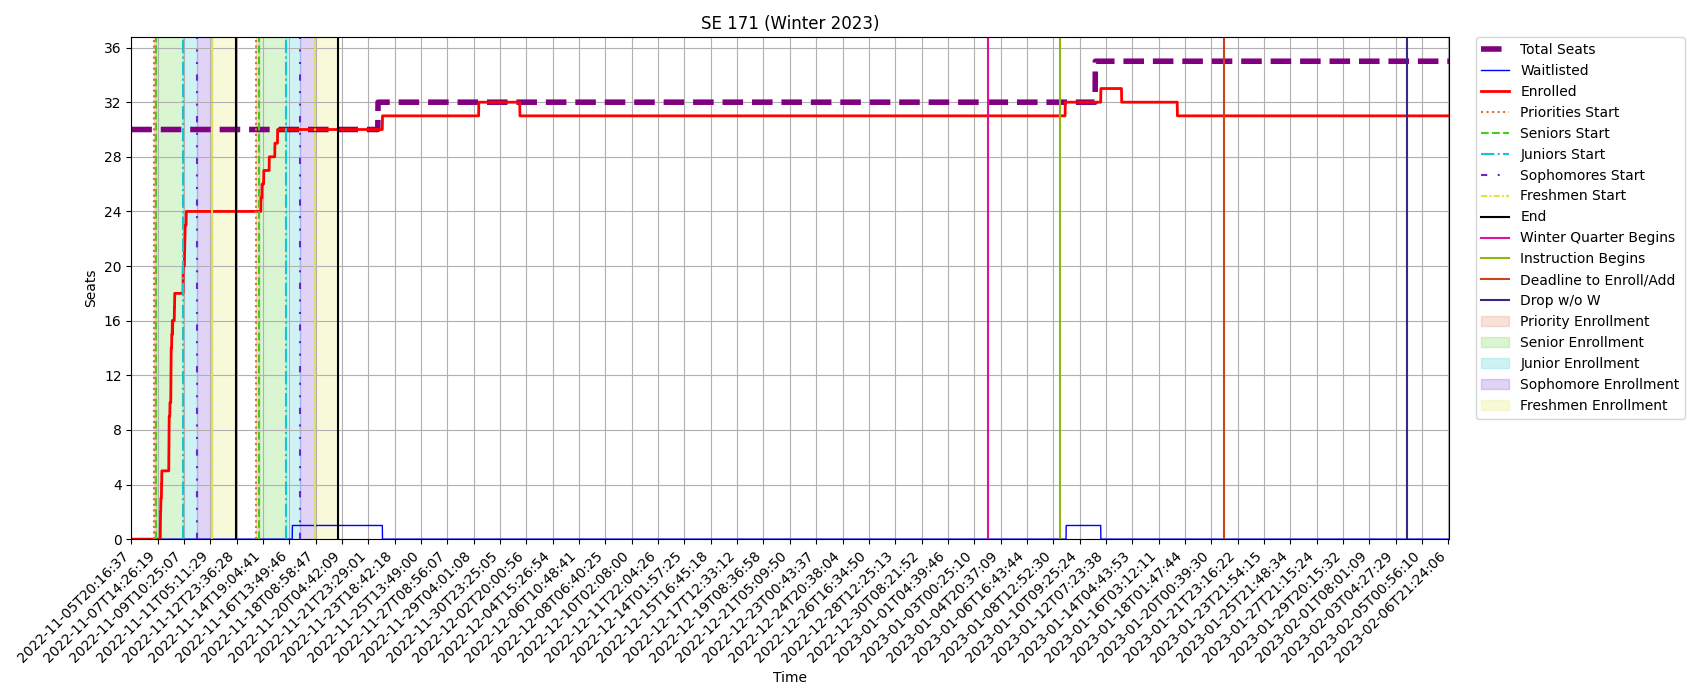 SE 171 (Winter 2023)
Seats
36
32
28
24
20
16
12
8
4
0
2022-11-05T20:16:37
2022-11-07T14:26:19
2022-11-09T10:25:07
2022-11-11T05:11:29
2022-11-12T23:36:28
2022-11-14T19:04:41
2022-11-16T13:49:46
2022-11-18T08:58:47
2022-11-20T04:42:09
2022-11-21T23:29:01
2022-11-23T18:42:18
2022-11-25T13:49:00
2022-11-27T08:56:07
2022-11-29T04:01:08
2022-11-30T23:25:05
2022-12-02T20:00:56
2022-12-04T15:26:54
2022-12-06T10:48:41
2022-12-08T06:40:25
2022-12-10T02:08:00
2022-12-11T22:04:26
2022-12-14T01:57:25
2022-12-15T16:45:18
2022-12-17T12:33:12
2022-12-19T08:36:58
2022-12-21T05:09:50
2022-12-23T00:43:37
2022-12-24T20:38:04
2022-12-26T16:34:50
2022-12-28T12:25:13
2022-12-30T08:21:52
2023-01-01T04:39:46
2023-01-03T00:25:10
2023-01-04T20:37:09
2023-01-06T16:43:44
2023-01-08T12:52:30
2023-01-10T09:25:24
2023-01-12T07:23:38
2023-01-14T04:43:53
2023-01-16T03:12:11
2023-01-18T01:47:44
2023-01-20T00:39:30
2023-01-21T23:16:22
2023-01-23T21:54:15
2023-01-25T21:48:34
2023-01-27T21:15:24
2023-01-29T20:15:32
2023-02-01T08:01:09
2023-02-03T04:27:29
2023-02-05T00:56:10
2023-02-06T21:24:06
Time
Total Seats
Waitlisted
Enrolled
Priorities Start
Seniors Start
Juniors Start
Sophomores Start
Freshmen Start
End
Winter Quarter Begins
Instruction Begins
Deadline to Enroll/Add
Drop w/o W
Priority Enrollment
Senior Enrollment
Junior Enrollment
Sophomore Enrollment
Freshmen Enrollment